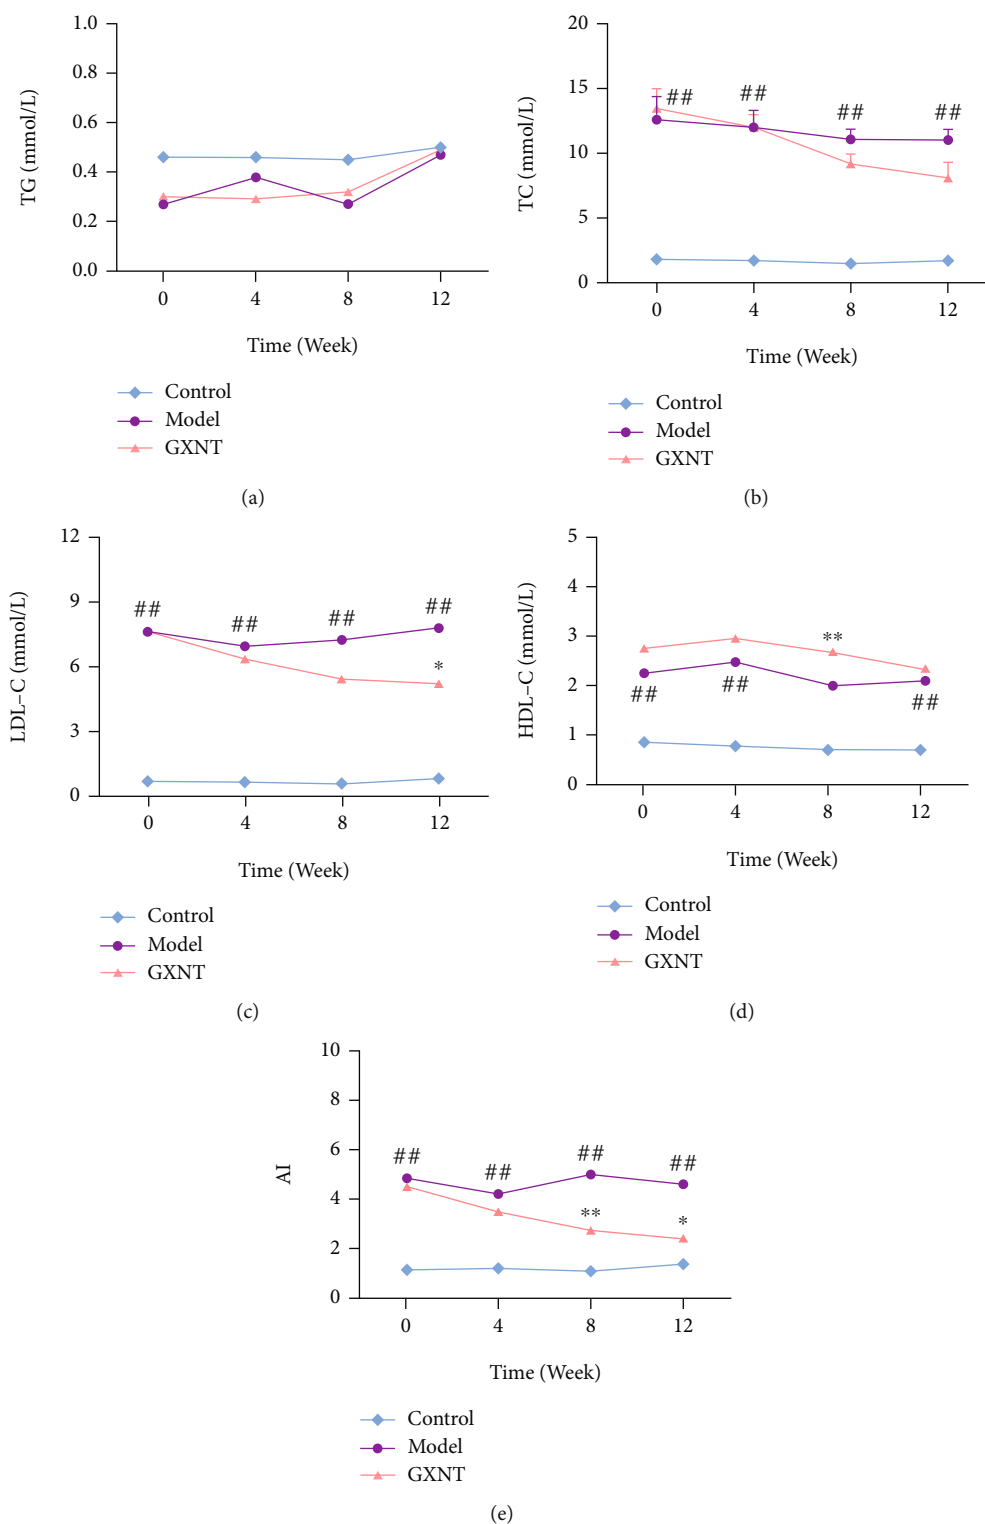 1.0
0.8
0.6
0.4
0.2
0.0
TG (mmol/L)
0 4 8 12
Time (Week)
Control
Model
GXNT
(a)
20
15
10
5
0
TC (mmol/L)
## ## ## ##
0 4 8 12
Time (Week)
Control
Model
GXNT
(b)
12
9
6
3
0
LDL–C (mmol/L)
## ## ## ##
*
0 4 8 12
Time (Week)
Control
Model
GXNT
(c)
5
4
3
2
1
0
HDL–C (mmol/L)
**
## ## ##
0 4 8 12
Time (Week)
Control
Model
GXNT
(d)
10
8
6
4
2
0
AI
## ## ## ##
** *
0 4 8 12
Time (Week)
Control
Model
GXNT
(e)